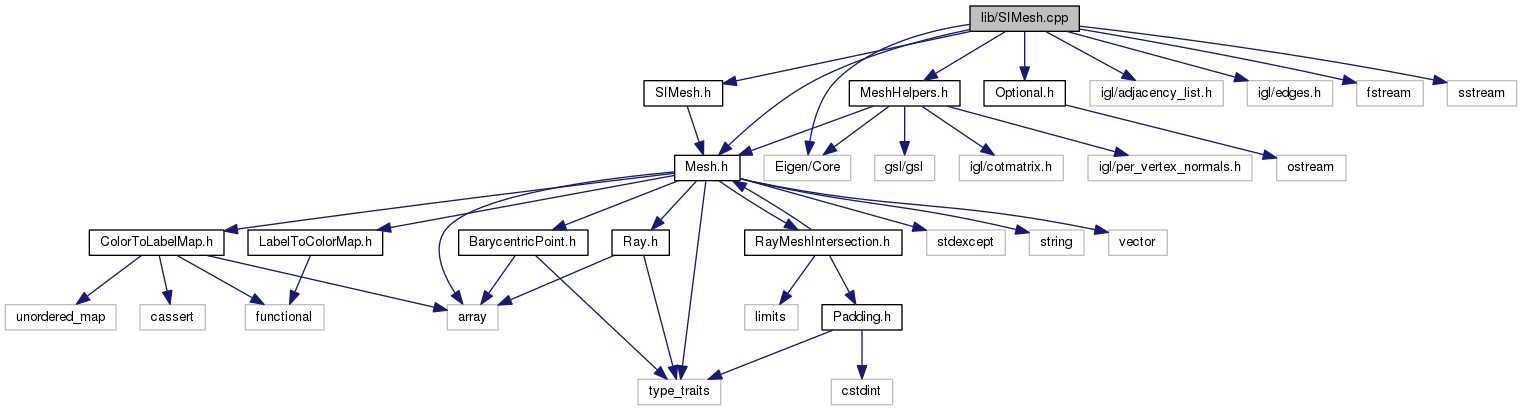 lib/SIMesh.cpp
SIMesh.h
MeshHelpers.h
Optional.h
igl/adjacency_list.h
igl/edges.h
fstream
sstream
Mesh.h
Eigen/Core
gsl/gsl
igl/cotmatrix.h
igl/per_vertex_normals.h
ostream
ColorToLabelMap.h
LabelToColorMap.h
BarycentricPoint.h
Ray.h
RayMeshIntersection.h
stdexcept
string
vector
unordered_map
cassert
functional
array
limits
Padding.h
type_traits
cstdint